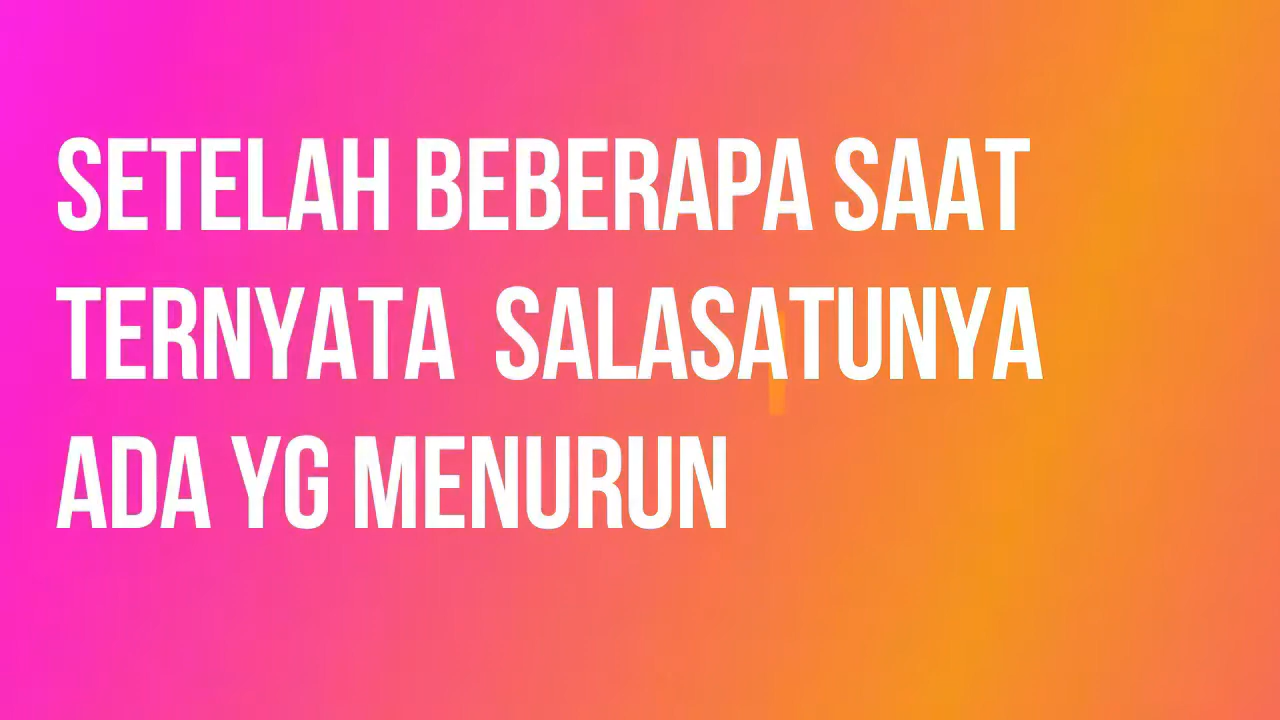 SETELAH BEBERAPA SAAT
TERNYATA  SALASATUNYA
ADA YG MENURUN